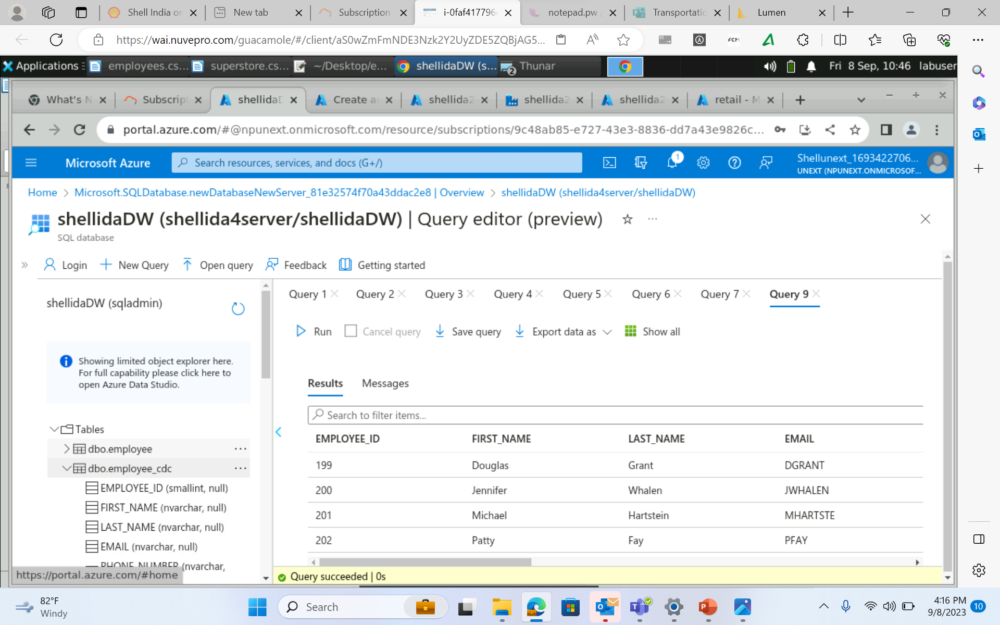 Shell India or
New tab
Subscription
i-0faf417796
notepad.pw
Transportatic
Lumen
https://wai.nuvepro.com/guacamole/#/client/aS0wZmFmNDE3Nzk2Y2UyZDE5ZQBjAG5...
FCM
Applications
employees.cs...
superstore.cs...
~/Desktop/e...
shellidaDW (s...
2
Thunar
Fri 8 Sep, 10:46 labuser
What's N
Subscript
shellidaD
Create a
shellida2
shellida2
shellida2
retail - M
portal.azure.com/#@npunext.onmicrosoft.com/resource/subscriptions/9c48ab85-e727-43e3-8836-dd7a43e9826c...
Microsoft Azure
Search resources, services, and docs (G+/)
1
Shellunext_1693422706...
UNEXT (NPUNEXT.ONMICROSOF...
Home > Microsoft.SQLDatabase.newDatabaseNewServer_81e32574f70a43ddac2e8 | Overview > shellidaDW (shellida4server/shellidaDW)
shellidaDW (shellida4server/shellidaDW) | Query editor (preview)
SQL database
Login
New Query
Open query
Feedback
Getting started
shellidaDW (sqladmin)
Showing limited object explorer here.
For full capability please click here to
open Azure Data Studio.
Tables
dbo.employee
dbo.employee_cdc
EMPLOYEE_ID (smallint, null)
FIRST_NAME (nvarchar, null)
LAST_NAME (nvarchar, null)
EMAIL (nvarchar, null)
PHONE_NUMBER (nvarchar,
https://portal.azure.com/#home
Query 1
Query 2
Query 3
Query 4
Query 5
Query 6
Query 7
Query 9
Run
Cancel query
Save query
Export data as
Show all
Results
Messages
Search to filter items...
EMPLOYEE_ID FIRST_NAME LAST_NAME EMAIL
199 Douglas Grant DGRANT
200 Jennifer Whalen JWHALEN
201 Michael Hartstein MHARTSTE
202 Patty Fay PFAY
Query succeeded | 0s
82°F
Windy
Search
4:16 PM
9/8/2023
10